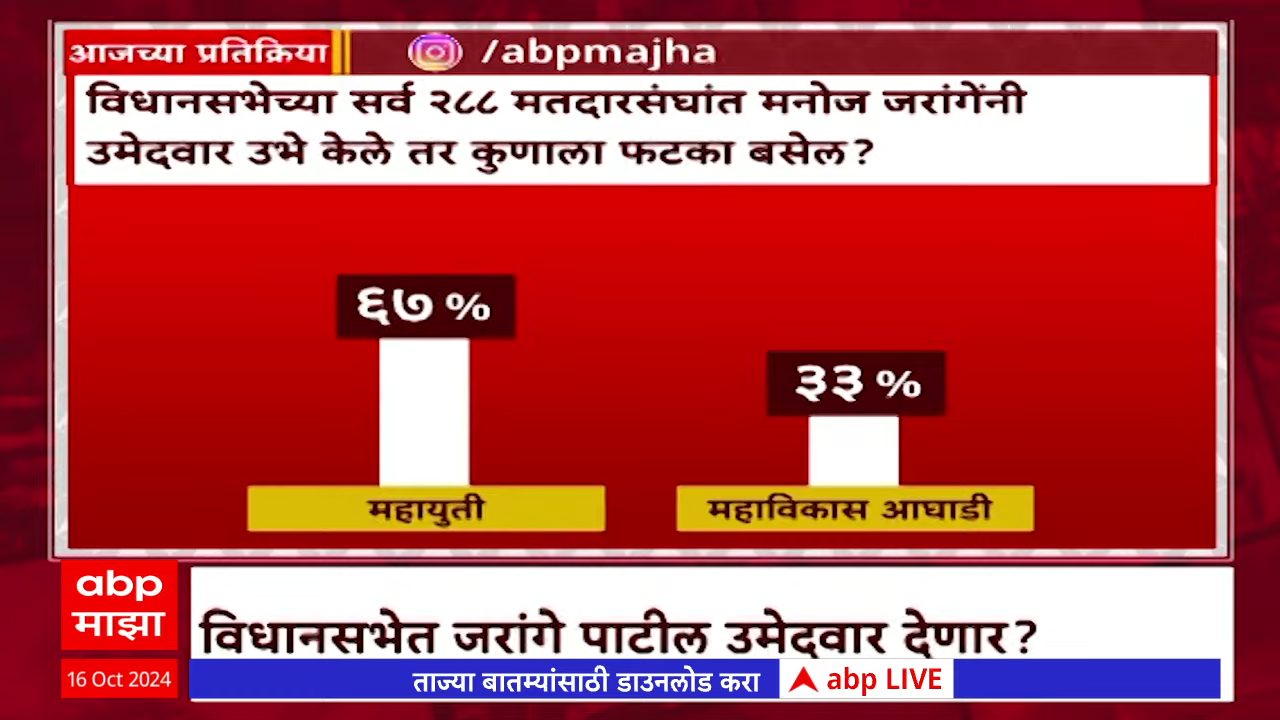 आजच्या प्रतिक्रिया
/abpmajha
विधानसभेच्या सर्व २८८ मतदारसंघांत मनोज जरांगेंनी
उमेदवार उभे केले तर कुणाला फटका बसेल?
६७ %
३३ %
महायुती
महाविकास आघाडी
abp
माझा
विधानसभेत जरांगे पाटील उमेदवार देणार?
16 Oct 2024
ताज्या बातम्यांसाठी डाउनलोड करा abp LIVE